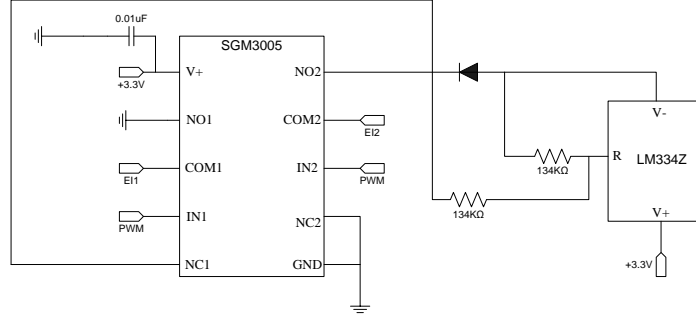 0.01uF
SGM3005
V+
NO2
+3.3V
V-
NO1
COM2
EI2
R
LM334Z
COM1
IN2
EI1
PWM
134KΩ
134KΩ
IN1
NC2
V+
PWM
NC1
GND
+3.3V